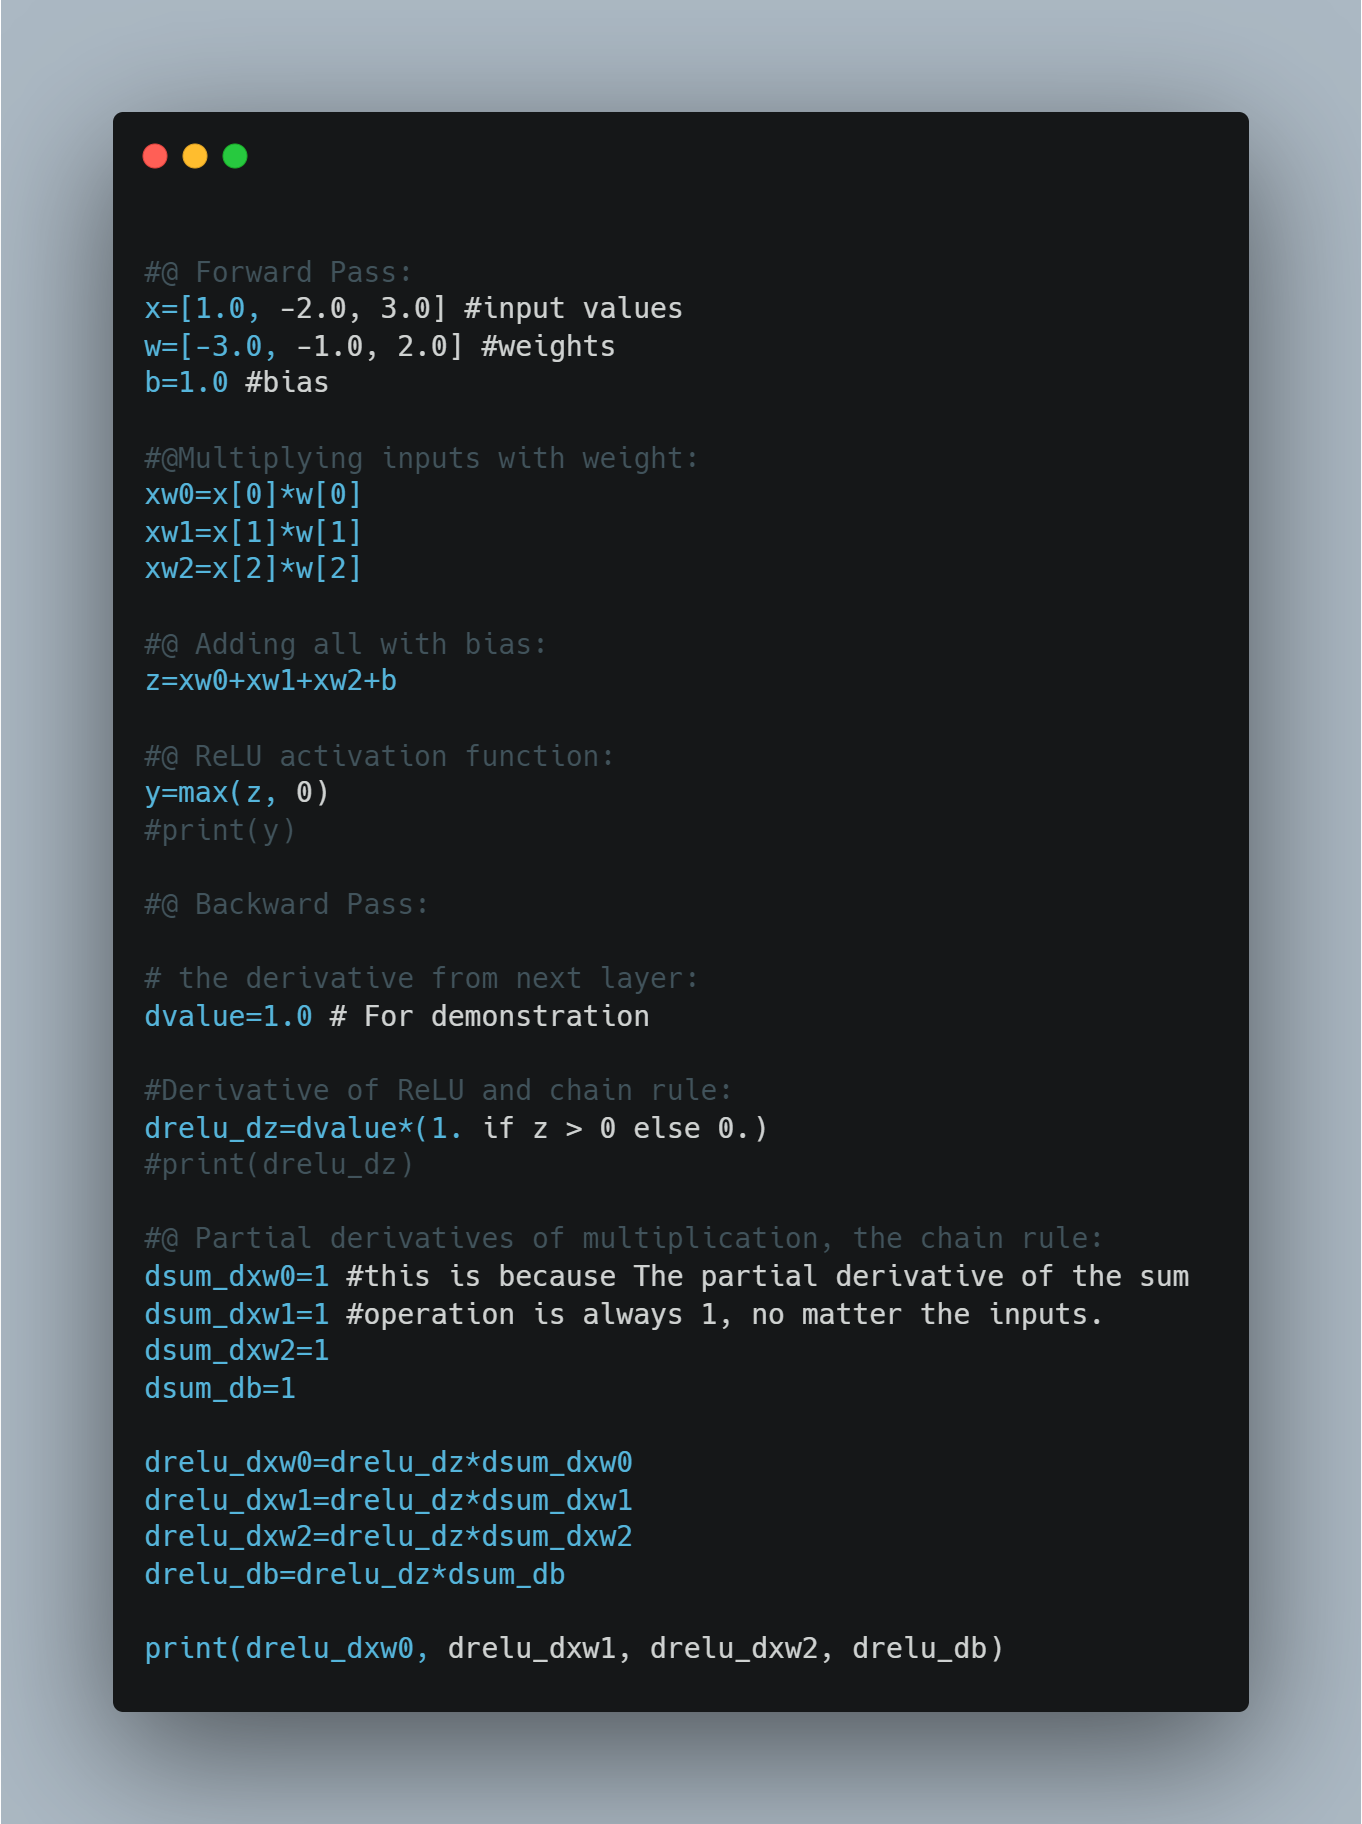 #@ Forward Pass:
x=[1.0, -2.0, 3.0] #input values
w=[-3.0, -1.0, 2.0] #weights
b=1.0 #bias

#@Multiplying inputs with weight:
xw0=x[0]*w[0]
xw1=x[1]*w[1]
xw2=x[2]*w[2]

#@ Adding all with bias:
z=xw0+xw1+xw2+b

#@ ReLU activation function:
y=max(z, 0)
#print(y)

#@ Backward Pass:

# the derivative from next layer:
dvalue=1.0 # For demonstration

#Derivative of ReLU and chain rule:
drelu_dz=dvalue*(1. if z > 0 else 0.)
#print(drelu_dz)

#@ Partial derivatives of multiplication, the chain rule:
dsum_dxw0=1 #this is because The partial derivative of the sum
dsum_dxw1=1 #operation is always 1, no matter the inputs.
dsum_dxw2=1
dsum_db=1

drelu_dxw0=drelu_dz*dsum_dxw0
drelu_dxw1=drelu_dz*dsum_dxw1
drelu_dxw2=drelu_dz*dsum_dxw2
drelu_db=drelu_dz*dsum_db

print(drelu_dxw0, drelu_dxw1, drelu_dxw2, drelu_db)